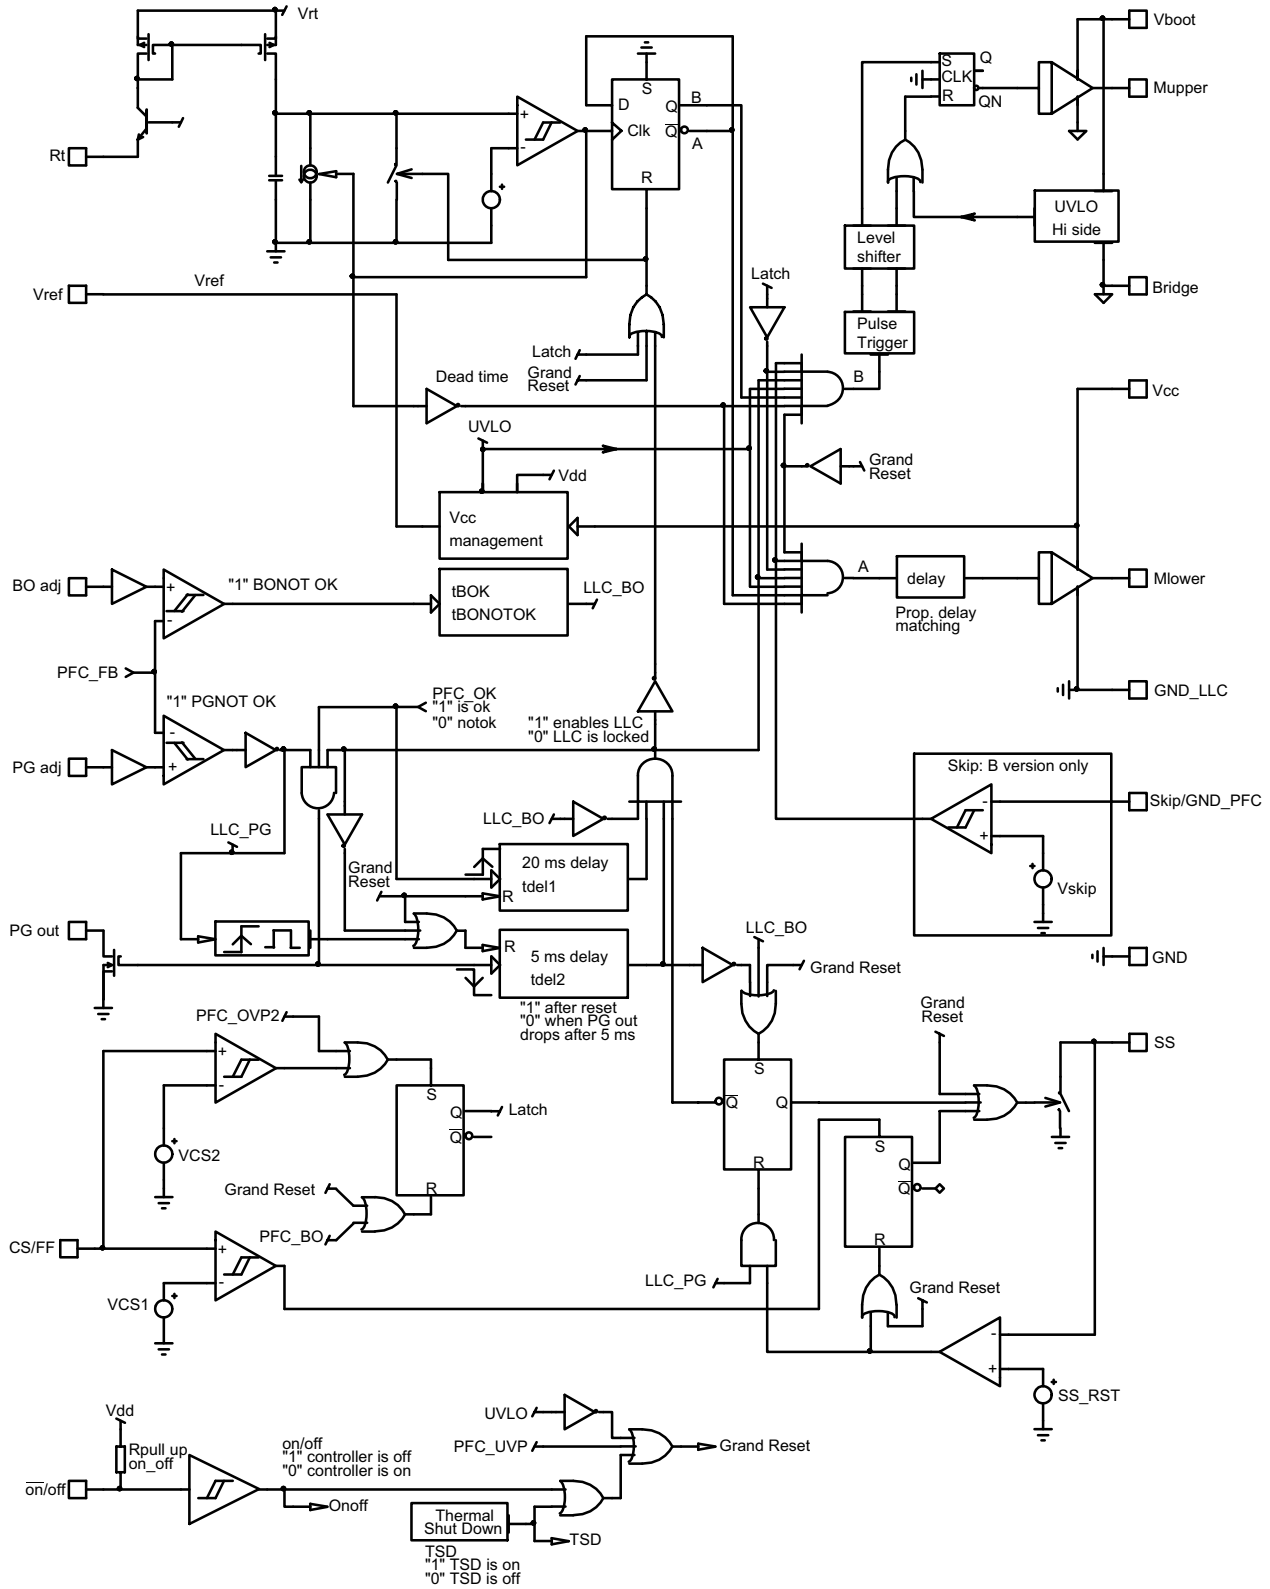 Vrt
Vboot
S
Q
CLK
R
QN
Mupper
D
S
Q
B
Clk
Q
A
R
+
-
+
Rt
UVLO
Hi side
Level
shifter
Vref
Vref
Latch
Bridge
Pulse
Trigger
Latch
Grand
Reset
Dead time
B
Vcc
UVLO
Grand
Reset
Vdd
Vcc
management
BO adj
+
-
"1" BONOT OK
tBOK
tBONOTOK
LLC_BO
A
delay
Mlower
Prop. delay
matching
PFC_FB
"1" PGNOT OK
PFC_OK
"1" is ok
"0" notok
"1" enables LLC
"0" LLC is locked
GND_LLC
PG adj
-
+
Skip: B version only
-
+
Skip/GND_PFC
LLC_BO
LLC_PG
Grand
Reset
20 ms delay
tdel1
R
+
Vskip
PG out
R
5 ms delay
tdel2
LLC_BO
Grand Reset
GND
"1" after reset
"0" when PG out
drops after 5 ms
Grand
Reset
PFC_OVP2
SS
+
-
S
Q
Q
R
Latch
S
Q
Q
R
+
VCS2
S
Q
Q
R
Grand Reset
PFC_BO
CS/FF
+
-
LLC_PG
Grand Reset
VCS1
+
-
+
+
SS_RST
Vdd
Rpull up
on_off
on/off
"1" controller is off
"0" controller is on
UVLO
PFC_UVP
Grand Reset
on/off
Onoff
Thermal
Shut Down
TSD
TSD
"1" TSD is on
"0" TSD is off